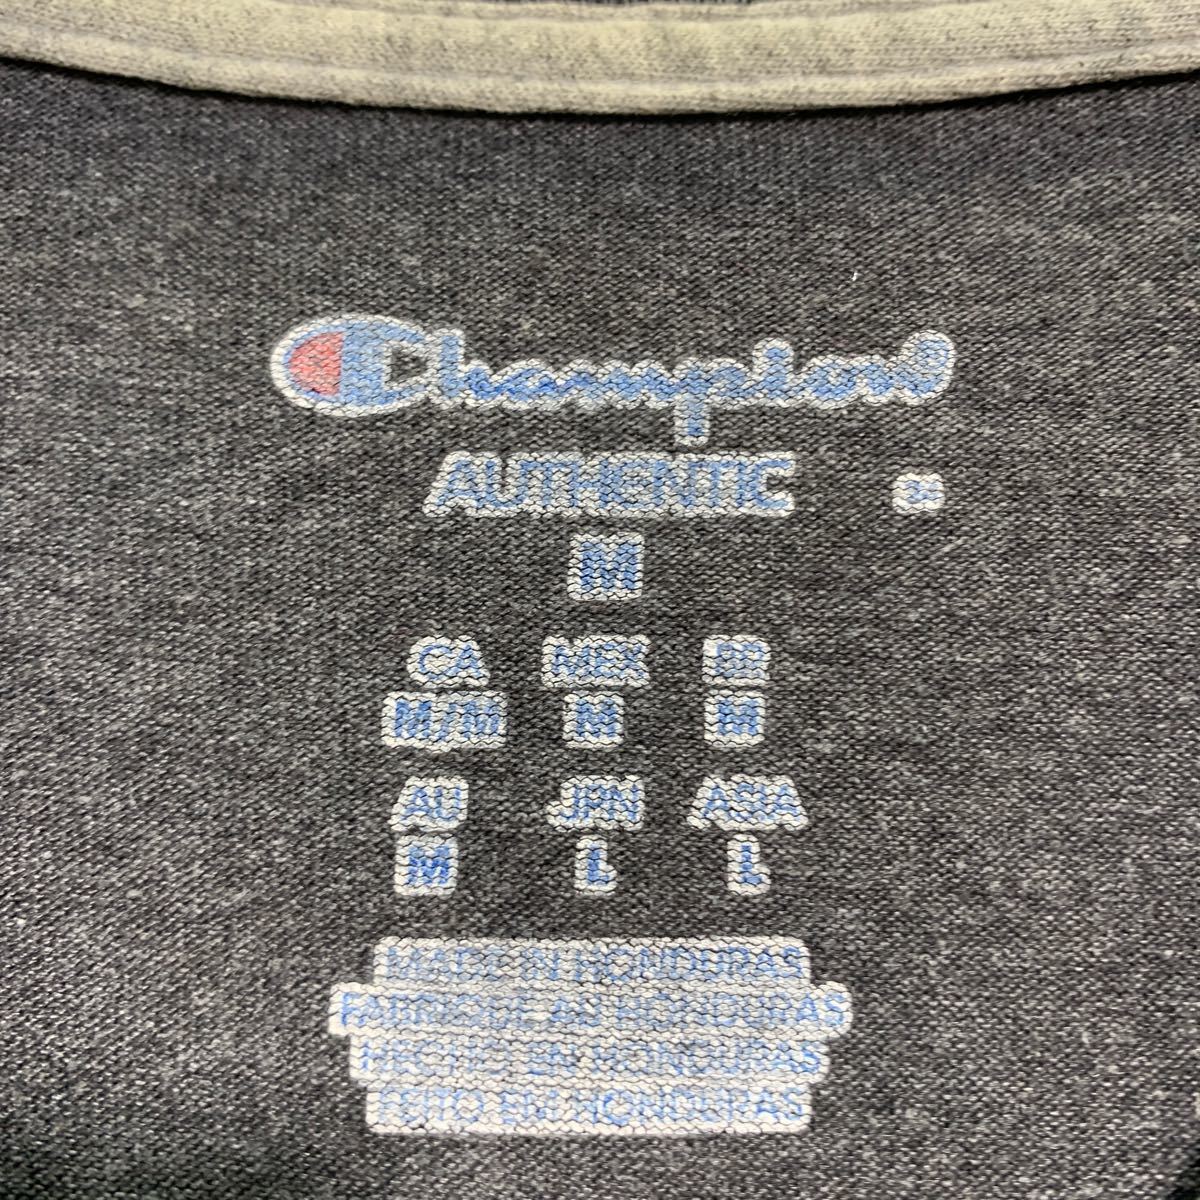 Champion
AUTHENTIC
M
CA MEX BR
M/M M M
AU JPN ASIA
M L L
MADE IN HONDURAS
FABRIQUÉ AU HONDURAS
HECHO EN HONDURAS
FEITO EM HONDURAS